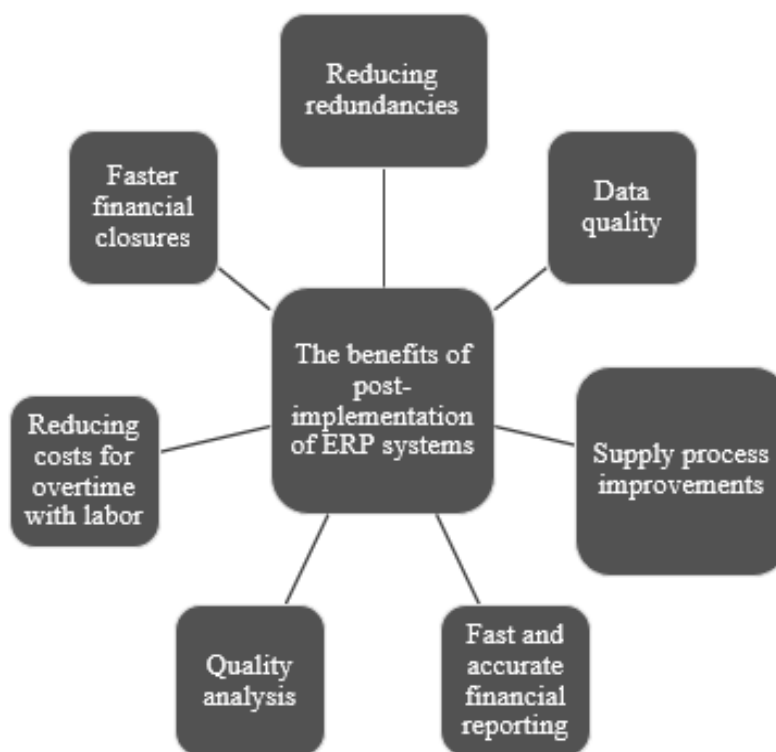 Reducing
redundancies
Data
quality
Supply process
improvements
Fast and
accurate
financial
reporting
Quality
analysis
Reducing
costs for
overtime
with labor
Faster
financial
closures
The benefits of
post-
implementation
of ERP systems